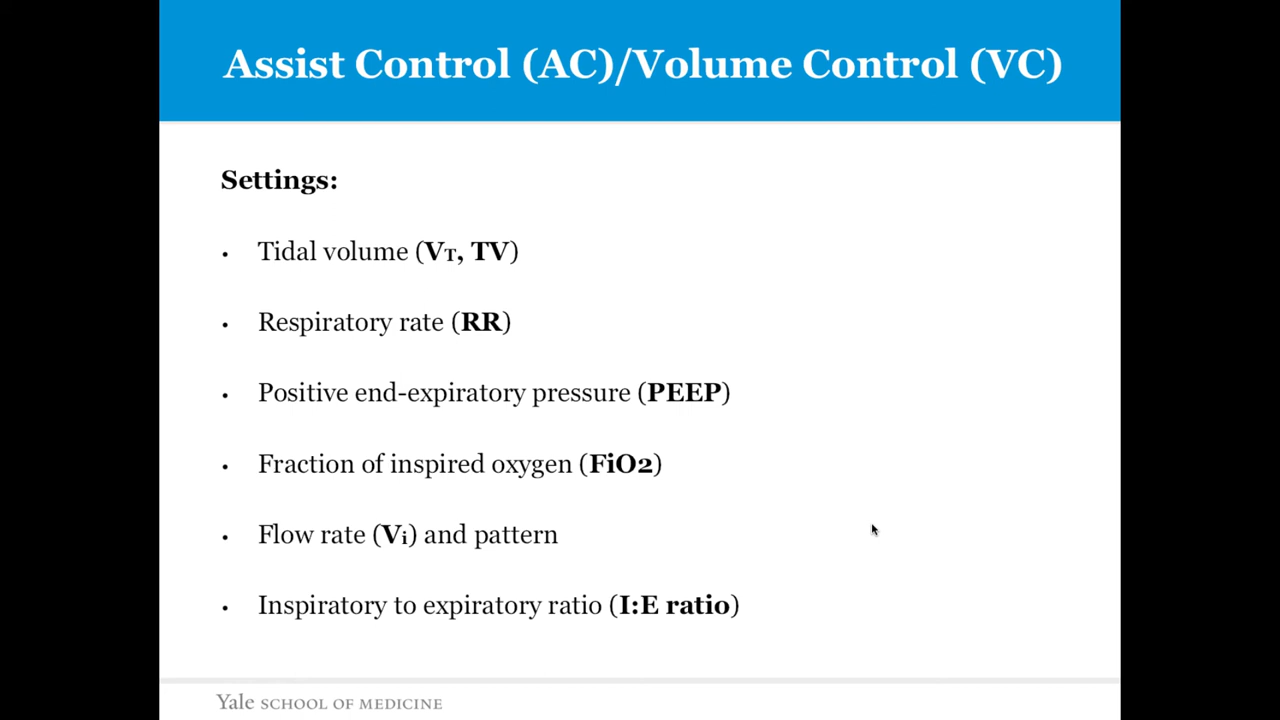 Assist Control (AC)/Volume Control (VC)
Settings:
• Tidal volume (VT, TV)
• Respiratory rate (RR)
• Positive end-expiratory pressure (PEEP)
• Fraction of inspired oxygen (FiO2)
• Flow rate (Vi) and pattern
• Inspiratory to expiratory ratio (I:E ratio)
Yale SCHOOL OF MEDICINE